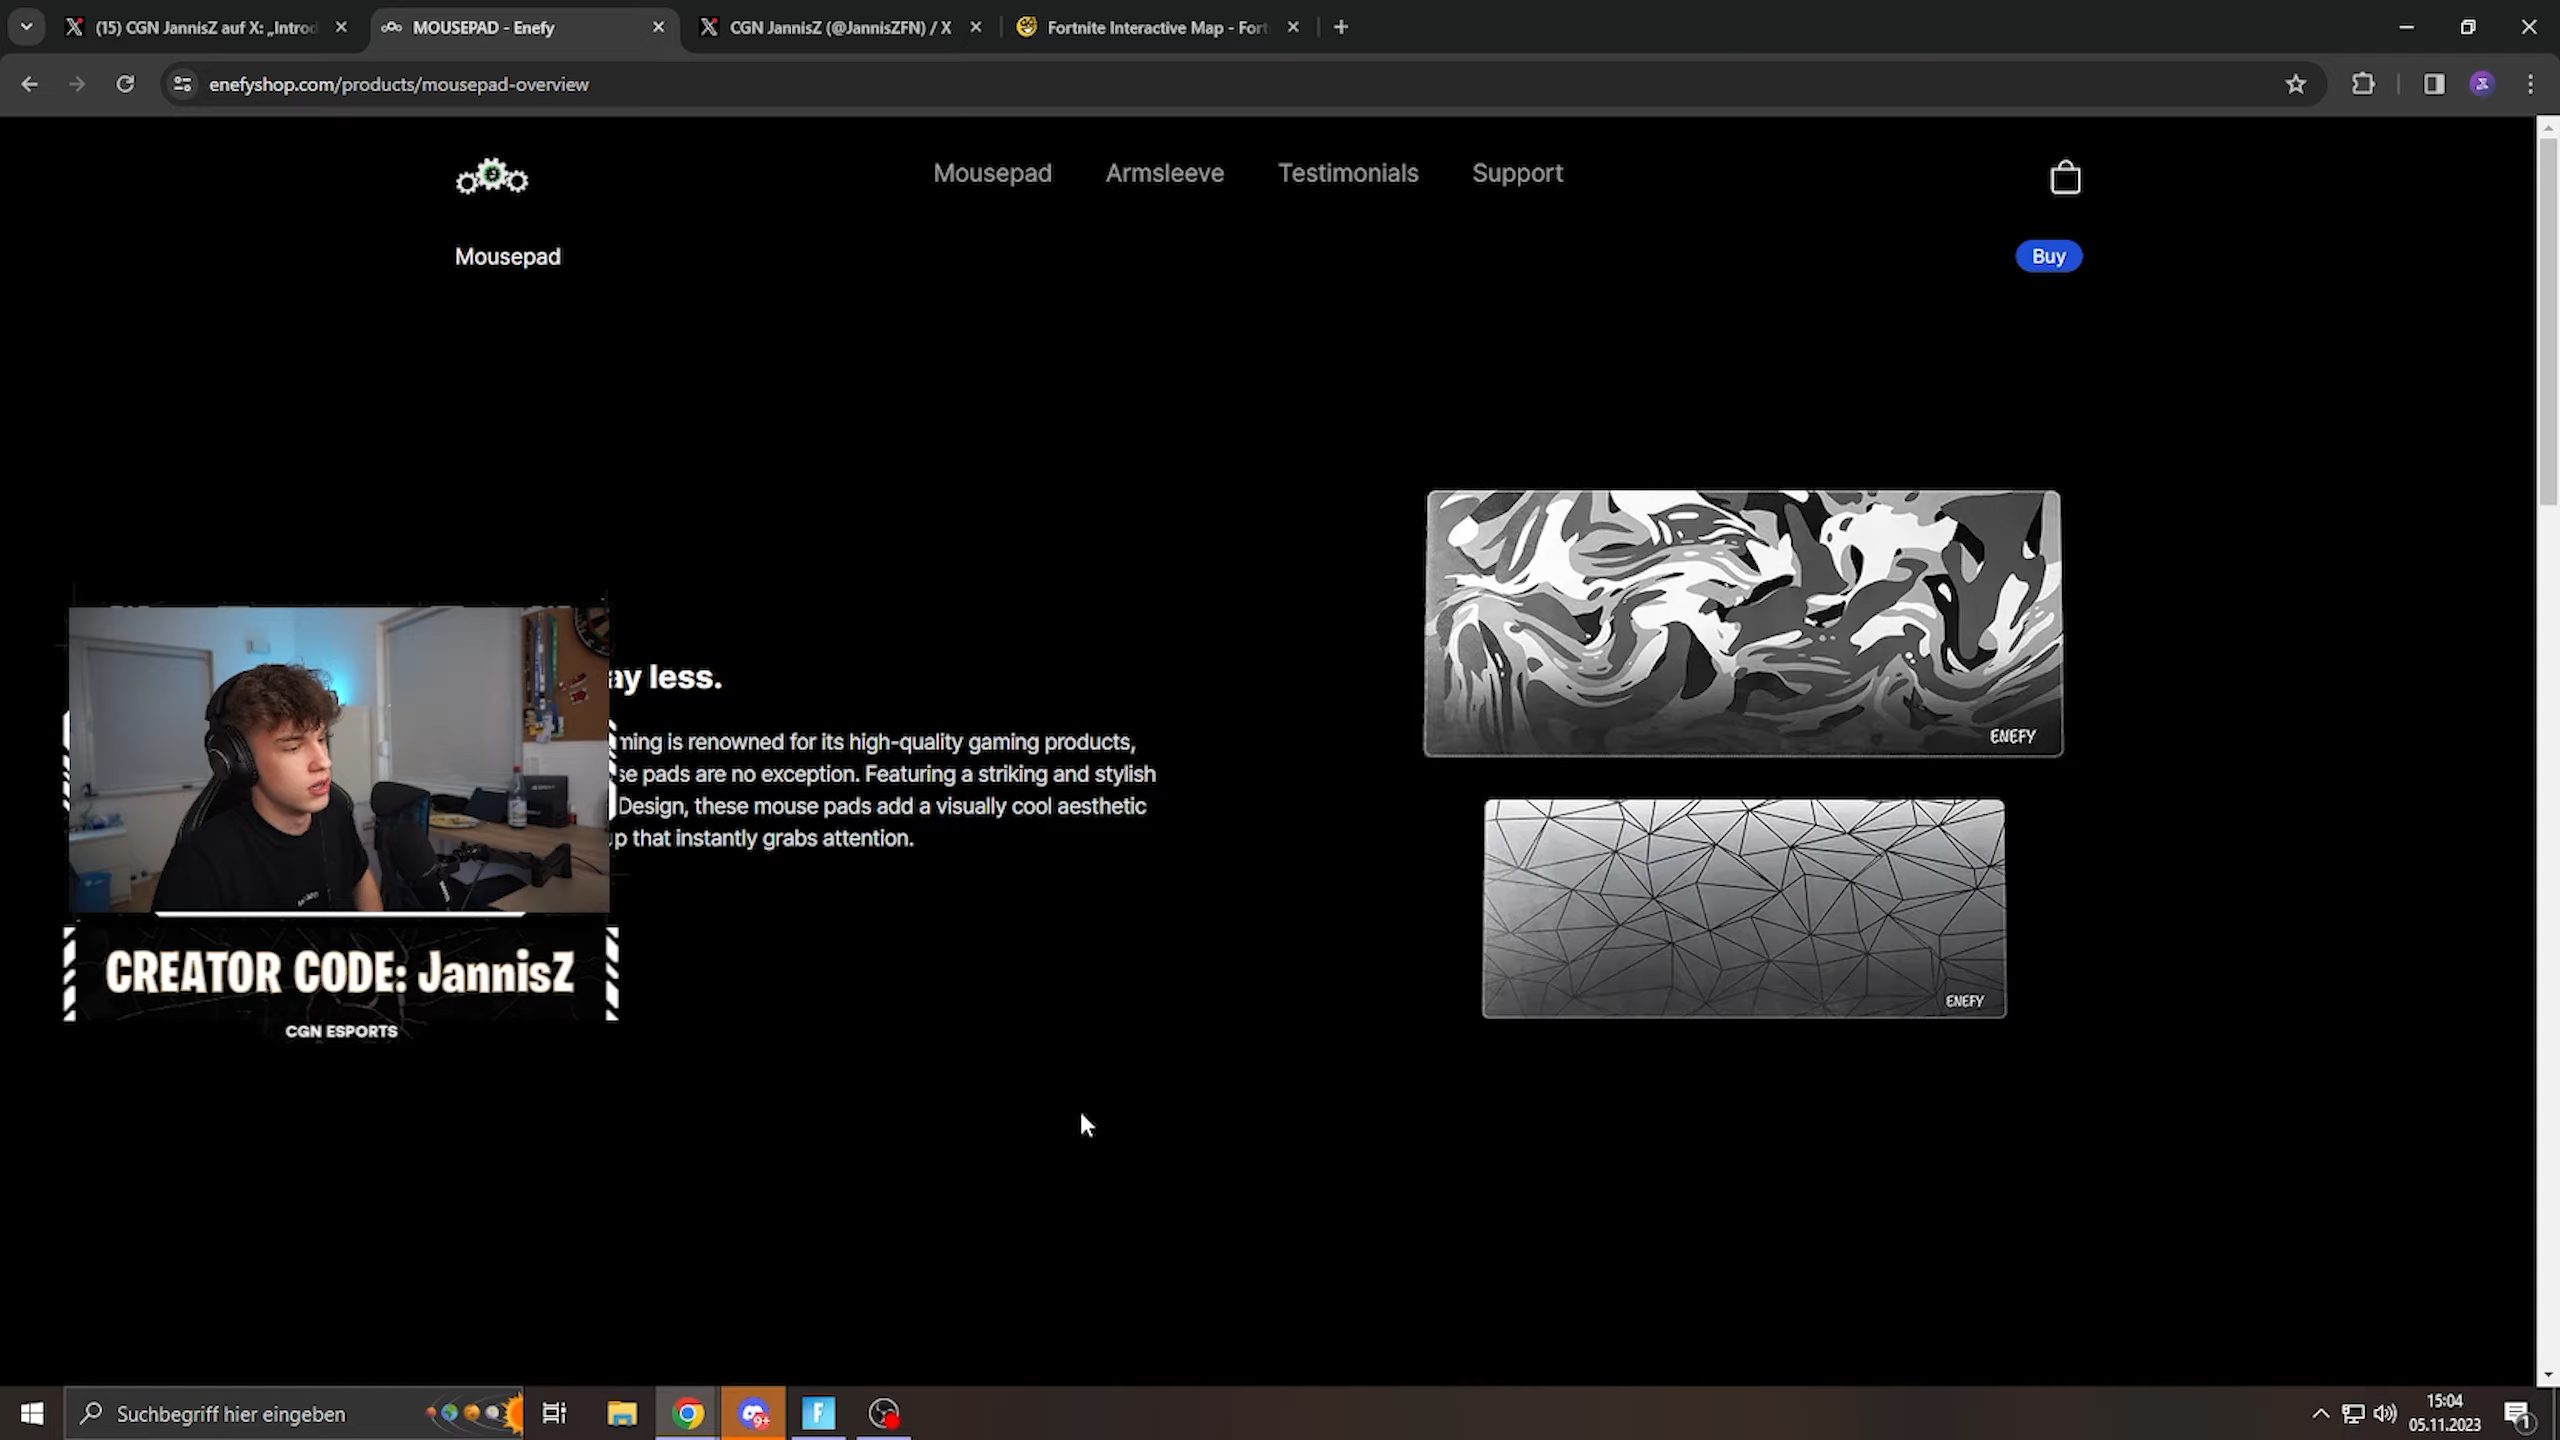 (15) CGN JannisZ auf X: „Introd
MOUSEPAD - Enefy
CGN JannisZ (@JannisZFN) / X
Fortnite Interactive Map - Fort
enefyshop.com/products/mousepad-overview
Mousepad
Armsleeve
Testimonials
Support
Mousepad
Buy
ay less.
ming is renowned for its high-quality gaming products,
se pads are no exception. Featuring a striking and stylish
Design, these mouse pads add a visually cool aesthetic
up that instantly grabs attention.
ENEFY
ENEFY
CREATOR CODE: JannisZ
CGN ESPORTS
Suchbegriff hier eingeben
9+
15:04
05.11.2023
1